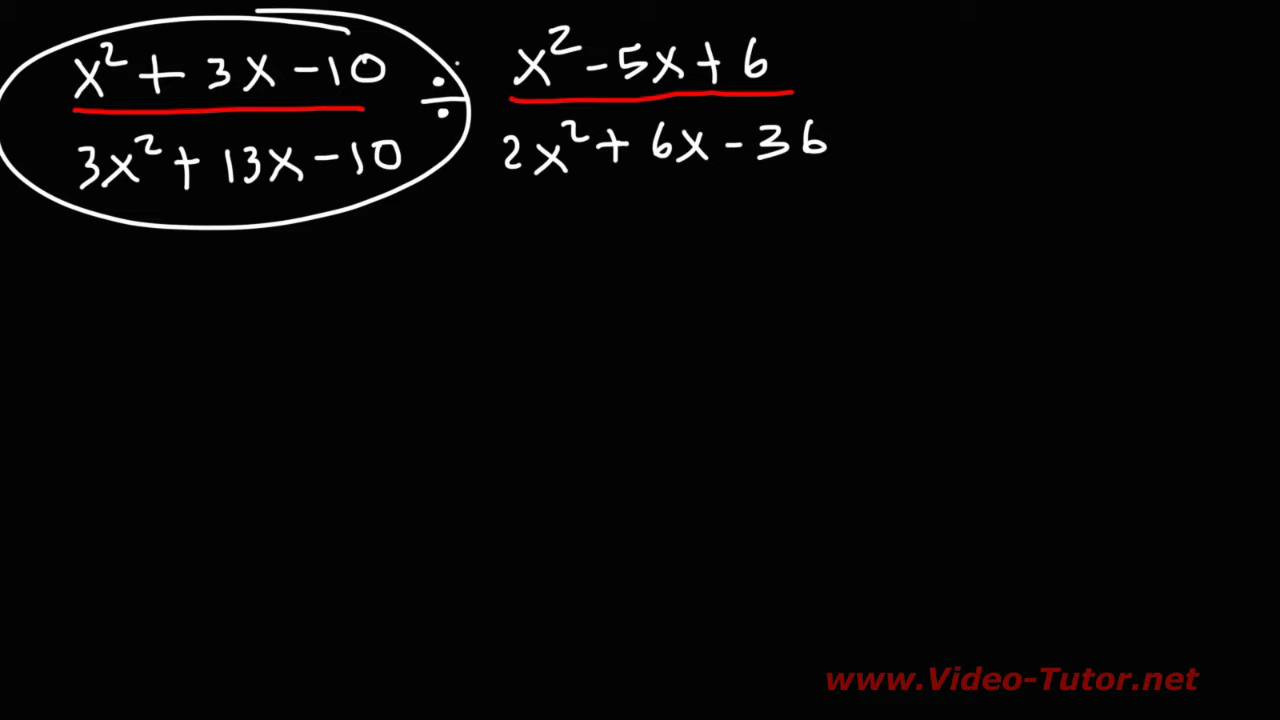 x² + 3x - 10 ÷ x² - 5x + 6
3x² + 13x - 10 2x² + 6x - 36
www.Video-Tutor.net